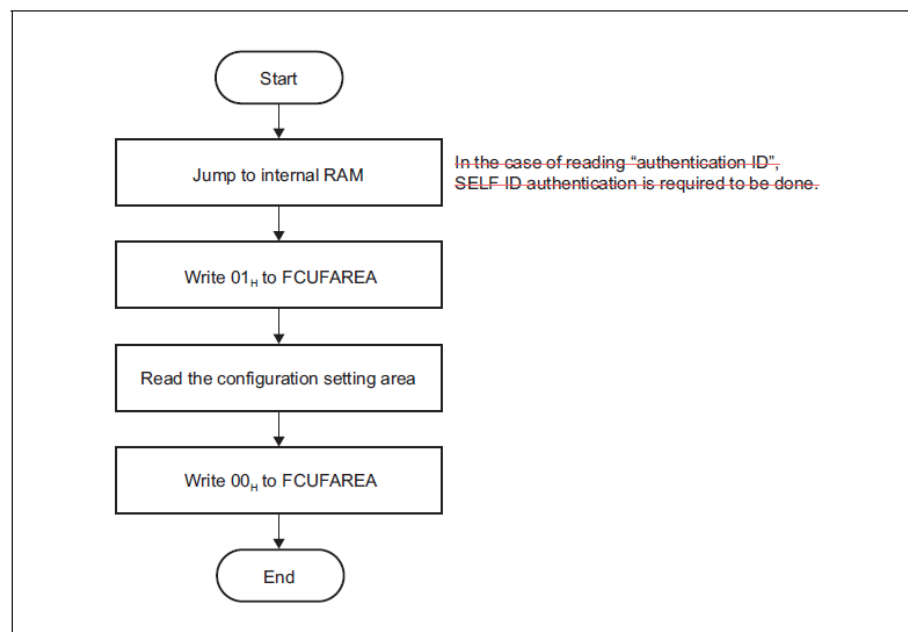 Start
Jump to internal RAM
In the case of reading “authentication ID”,
SELF ID authentication is required to be done.
Write 01H to FCUFAREA
Read the configuration setting area
Write 00H to FCUFAREA
End